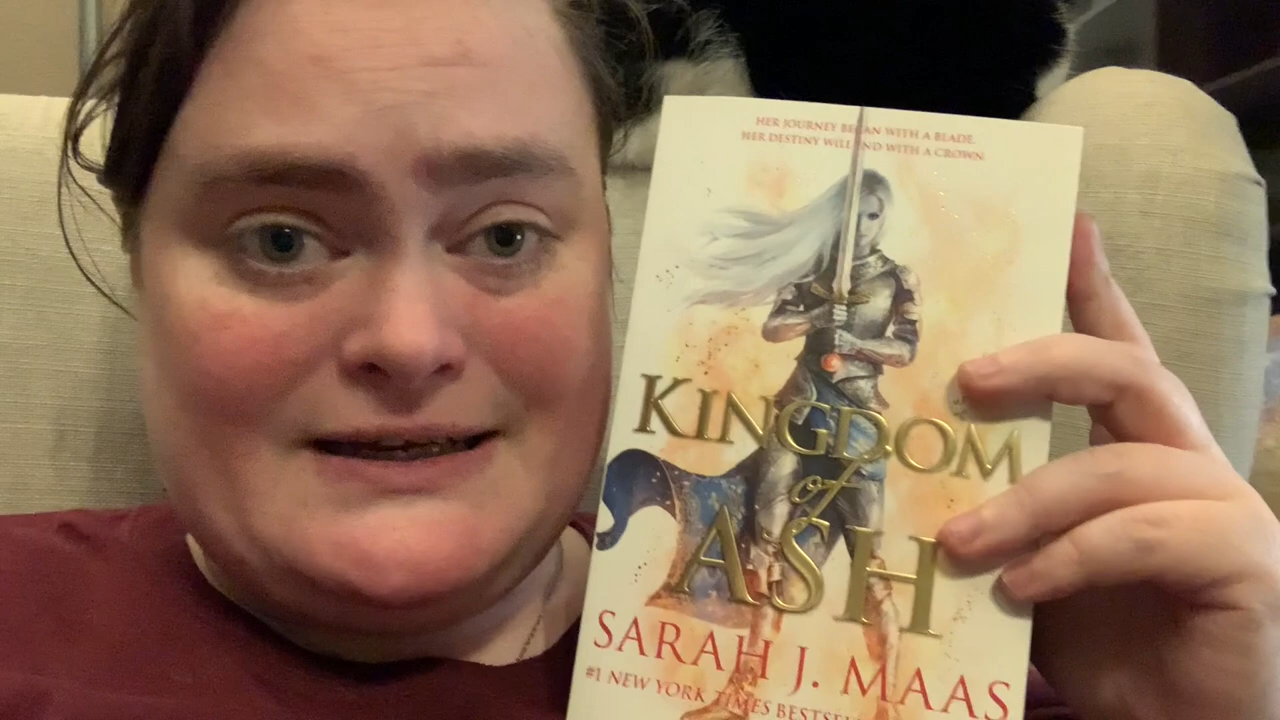 HER JOURNEY BEGAN WITH A BLADE.
HER DESTINY WILL END WITH A CROWN
KINGDOM
of
ASH
SARAH J. MAAS
#1 NEW YORK TIMES